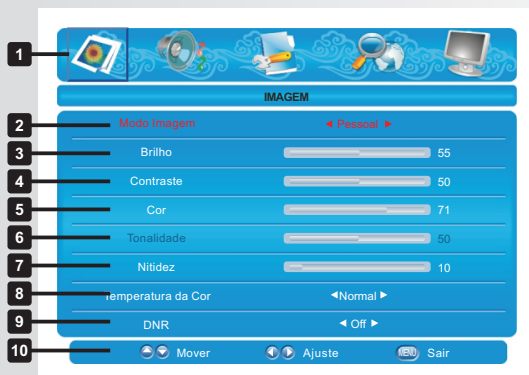 1
IMAGEM
2 Modo Imagem Pessoal
3 Brilho 55
4 Contraste 50
5 Cor 71
6 Tonalidade 50
7 Nitidez 10
8 Temperatura da Cor Normal
9 DNR Off
10 Mover Ajuste MENU Sair